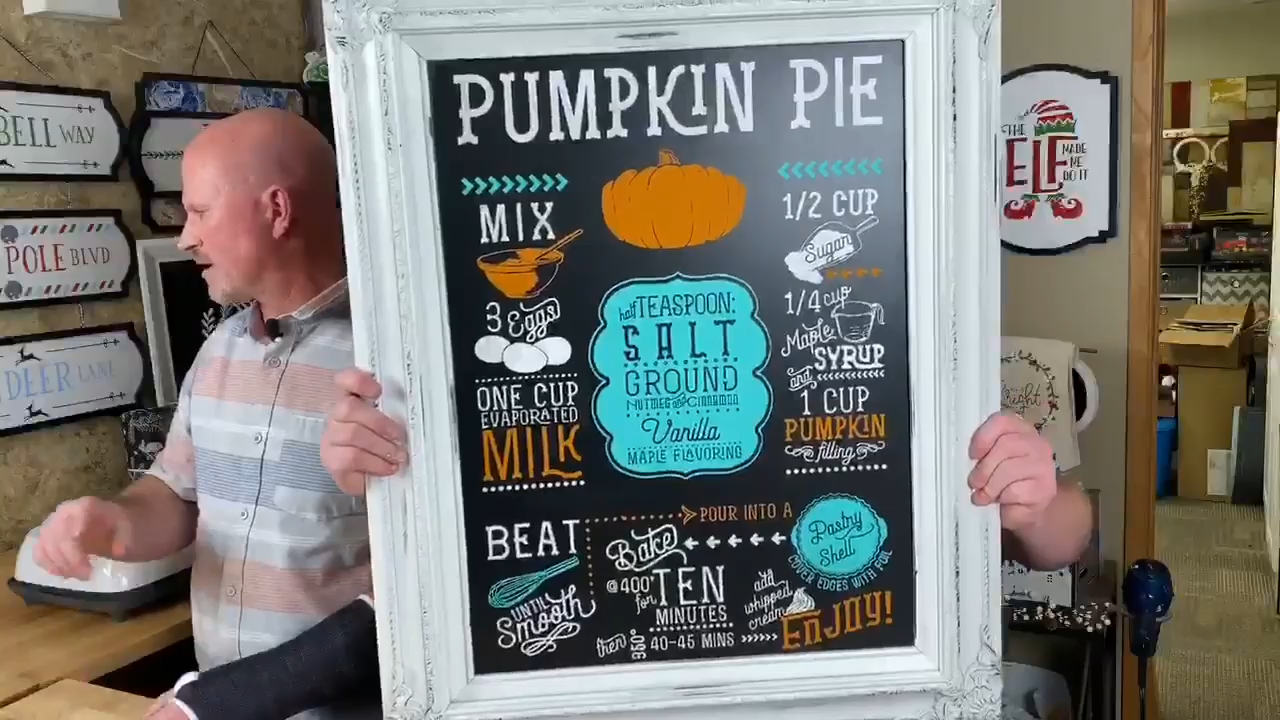 BELL WAY
POLE BLVD
DEER LANE
PUMPKIN PIE
MIX
3 Eggs
ONE CUP
EVAPORATED
MILK
half TEASPOON:
SALT
GROUND
NUTMEG and CINNAMON
Vanilla
MAPLE FLAVORING
1/2 CUP
Sugar
1/4 cup
Maple
SYRUP
and
1 CUP
PUMPKIN
filling
BEAT
UNTIL
Smooth
POUR INTO A
Pastry
Shell
COVER EDGES WITH FOIL
Bake
@400°
for TEN
MINUTES
then 350° 40-45 MINS
add
whipped
cream
ENJOY!
THE
ELF
MADE
ME
DO IT